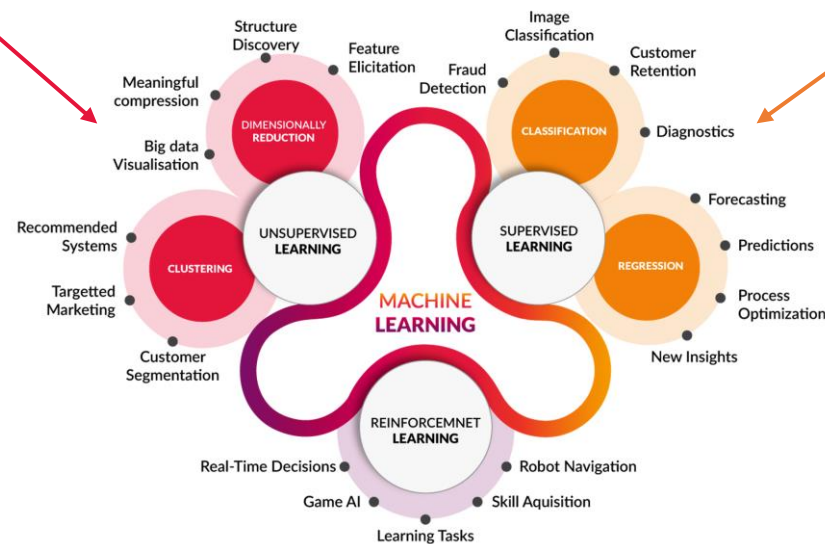 Structure
Discovery
Feature
Elicitation
Meaningful
compression
Big data
Visualisation
DIMENSIONALLY
REDUCTION
Recommended
Systems
Targetted
Marketing
Customer
Segmentation
CLUSTERING
UNSUPERVISED
LEARNING
Image
Classification
Customer
Retention
Fraud
Detection
Diagnostics
CLASSIFICATION
SUPERVISED
LEARNING
Forecasting
Predictions
Process
Optimization
New Insights
REGRESSION
MACHINE
LEARNING
REINFORCEMNET
LEARNING
Real-Time Decisions
Game AI
Learning Tasks
Skill Aquisition
Robot Navigation